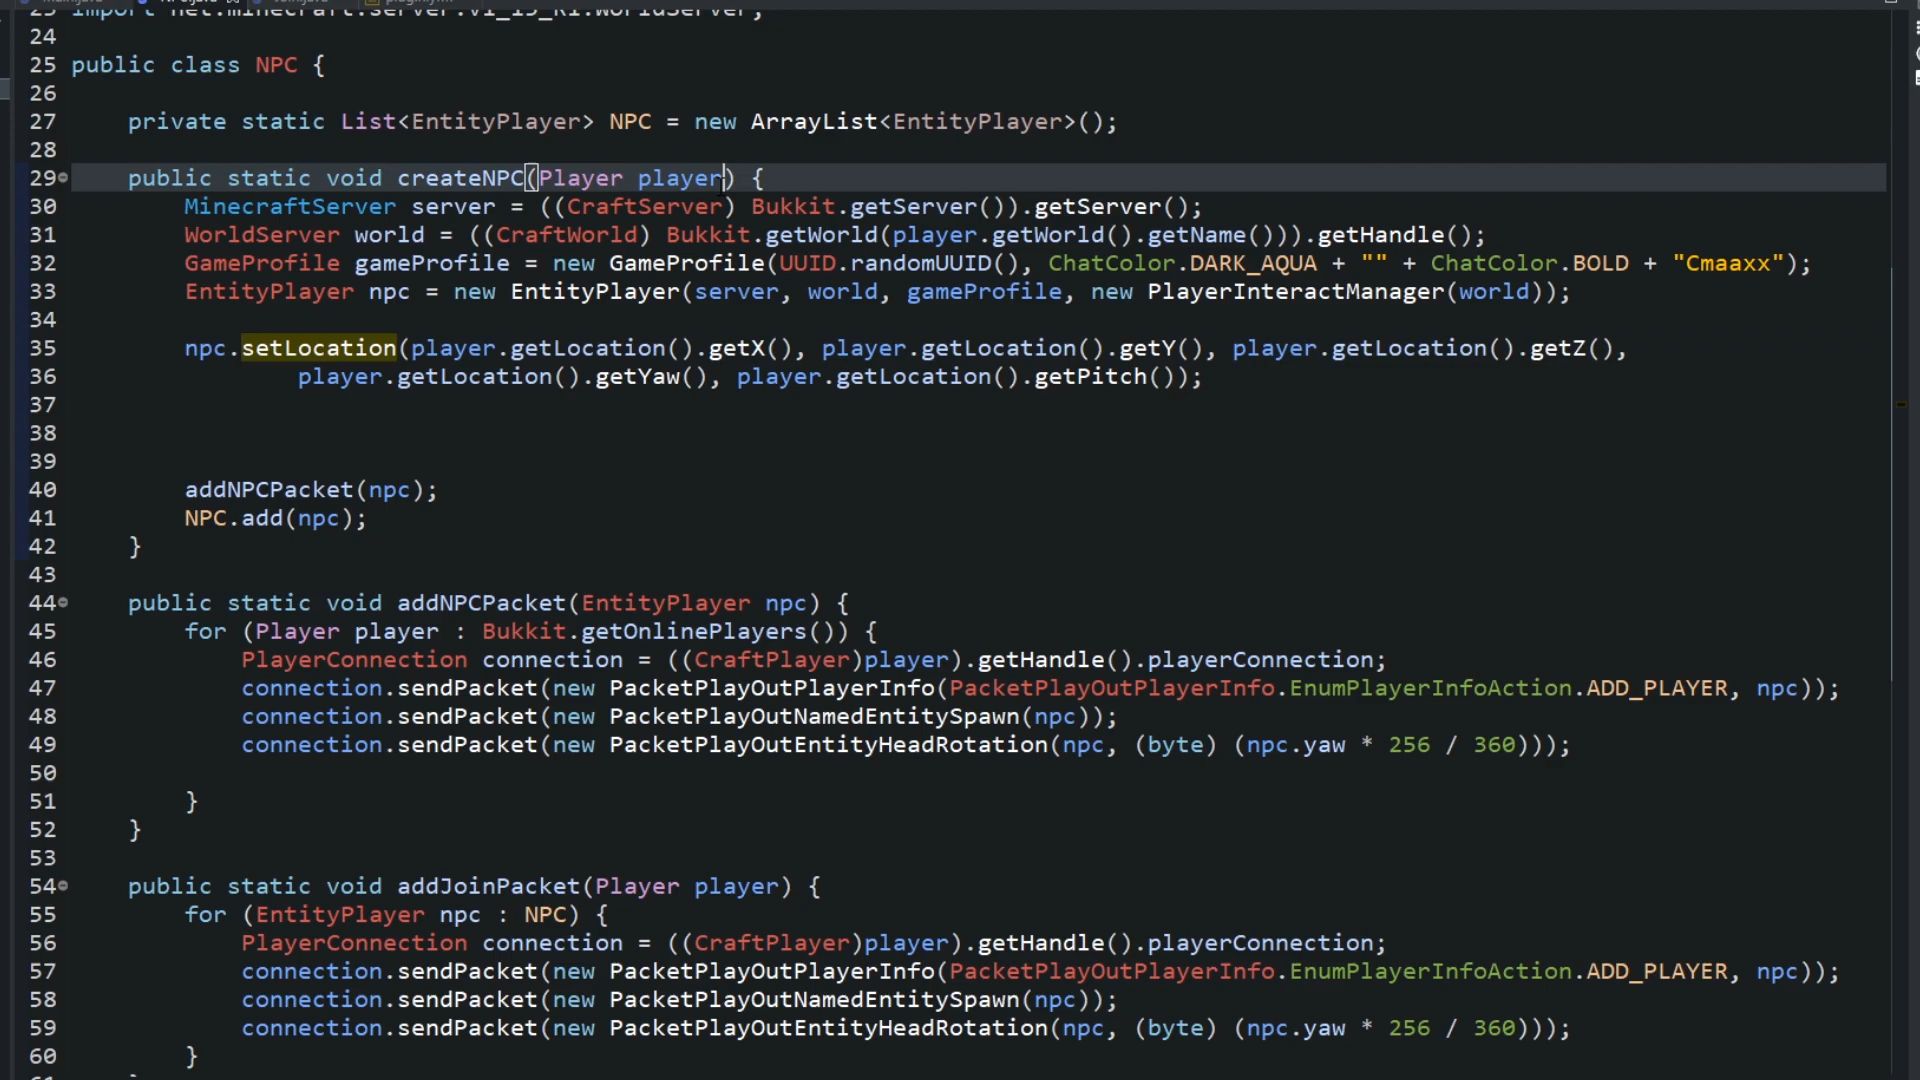 import net.minecraft.server.v1_15_R1.WorldServer;
24
25 public class NPC {
26
27 private static List<EntityPlayer> NPC = new ArrayList<EntityPlayer>();
28
29 public static void createNPC(Player player) {
30 MinecraftServer server = ((CraftServer) Bukkit.getServer()).getServer();
31 WorldServer world = ((CraftWorld) Bukkit.getWorld(player.getWorld().getName())).getHandle();
32 GameProfile gameProfile = new GameProfile(UUID.randomUUID(), ChatColor.DARK_AQUA + "" + ChatColor.BOLD + "Cmaaxx");
33 EntityPlayer npc = new EntityPlayer(server, world, gameProfile, new PlayerInteractManager(world));
34
35 npc.setLocation(player.getLocation().getX(), player.getLocation().getY(), player.getLocation().getZ(),
36 player.getLocation().getYaw(), player.getLocation().getPitch());
37
38
39
40 addNPCPacket(npc);
41 NPC.add(npc);
42 }
43
44 public static void addNPCPacket(EntityPlayer npc) {
45 for (Player player : Bukkit.getOnlinePlayers()) {
46 PlayerConnection connection = ((CraftPlayer)player).getHandle().playerConnection;
47 connection.sendPacket(new PacketPlayOutPlayerInfo(PacketPlayOutPlayerInfo.EnumPlayerInfoAction.ADD_PLAYER, npc));
48 connection.sendPacket(new PacketPlayOutNamedEntitySpawn(npc));
49 connection.sendPacket(new PacketPlayOutEntityHeadRotation(npc, (byte) (npc.yaw * 256 / 360)));
50
51 }
52 }
53
54 public static void addJoinPacket(Player player) {
55 for (EntityPlayer npc : NPC) {
56 PlayerConnection connection = ((CraftPlayer)player).getHandle().playerConnection;
57 connection.sendPacket(new PacketPlayOutPlayerInfo(PacketPlayOutPlayerInfo.EnumPlayerInfoAction.ADD_PLAYER, npc));
58 connection.sendPacket(new PacketPlayOutNamedEntitySpawn(npc));
59 connection.sendPacket(new PacketPlayOutEntityHeadRotation(npc, (byte) (npc.yaw * 256 / 360)));
60 }